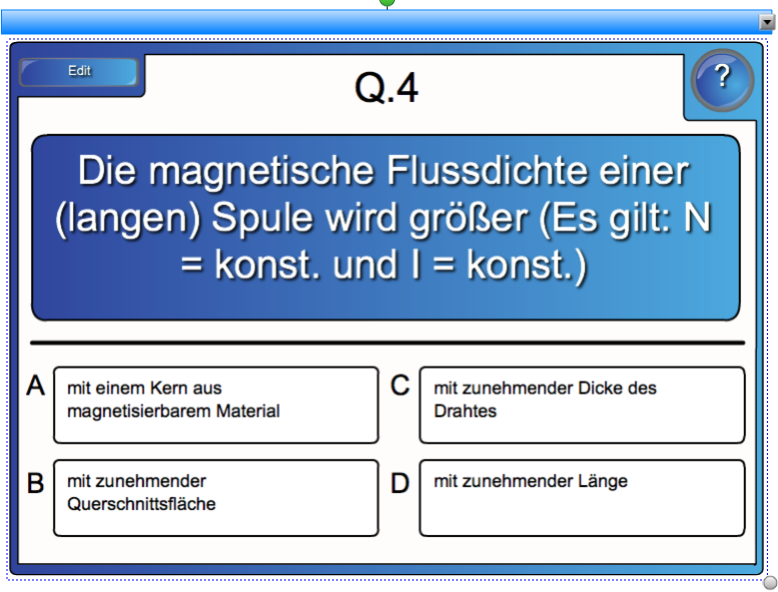 Edit
Q.4
?
Die magnetische Flussdichte einer
(langen) Spule wird größer (Es gilt: N
= konst. und I = konst.)
A
mit einem Kern aus
magnetisierbarem Material
C
mit zunehmender Dicke des
Drahtes
B
mit zunehmender
Querschnittsfläche
D
mit zunehmender Länge